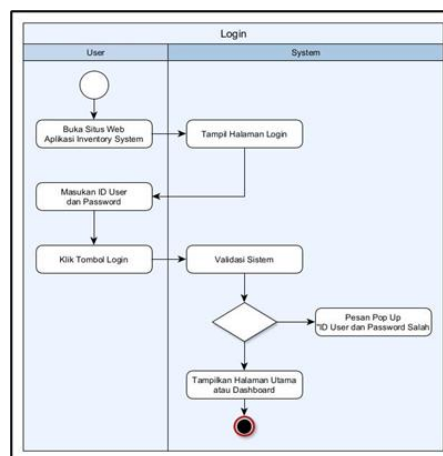 Login
User
System
Buka Situs Web
Aplikasi Inventory System
Tampil Halaman Login
Masukan ID User
dan Password
Klik Tombol Login
Validasi Sistem
Pesan Pop Up
"ID User dan Password Salah
Tampilkan Halaman Utama
atau Dashboard